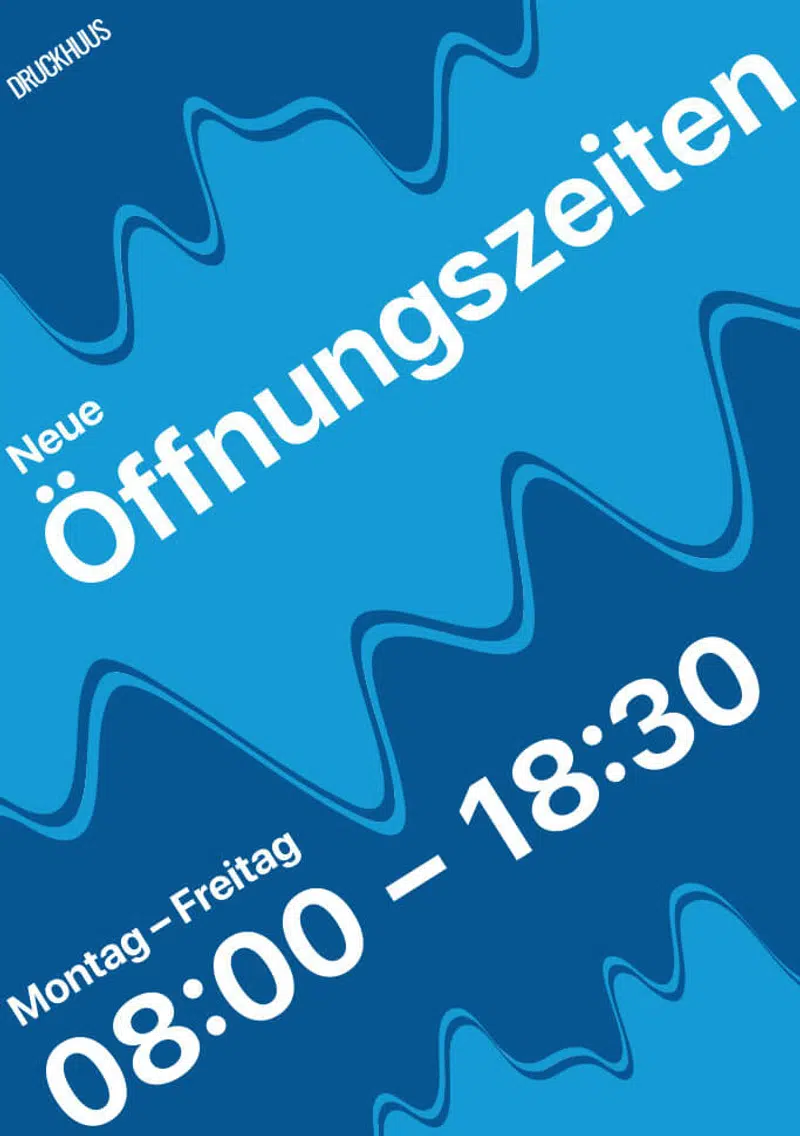 DRUCKHUUS
Neue
Öffnungszeiten
Montag – Freitag
08:00 – 18:30